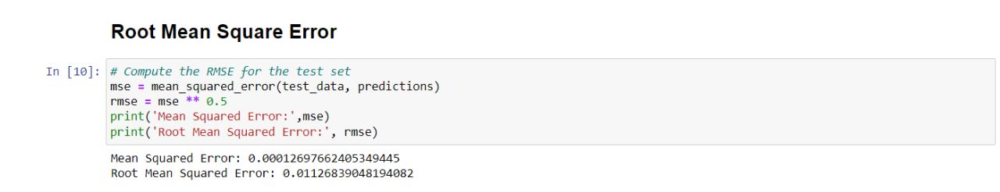 Root Mean Square Error
In [10]: # Compute the RMSE for the test set
mse = mean_squared_error(test_data, predictions)
rmse = mse ** 0.5
print('Mean Squared Error:',mse)
print('Root Mean Squared Error:', rmse)
Mean Squared Error: 0.00012697662405349445
Root Mean Squared Error: 0.01126839048194082